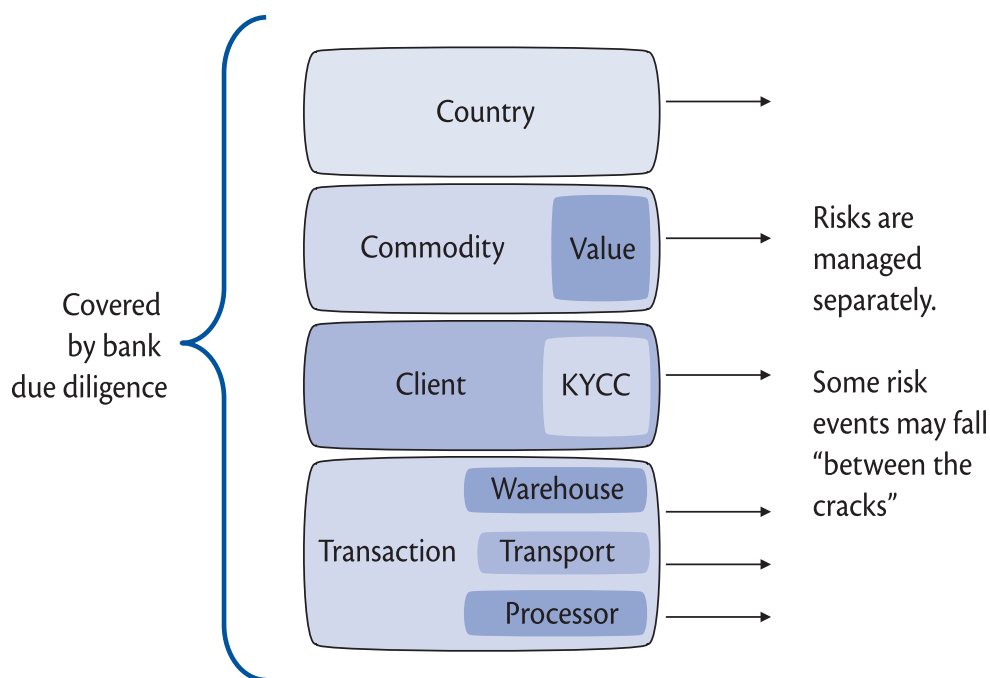 Covered
by bank
due diligence
Country
Commodity
Value
Client
KYCC
Transaction
Warehouse
Transport
Processor
Risks are
managed
separately.
Some risk
events may fall
“between the
cracks”